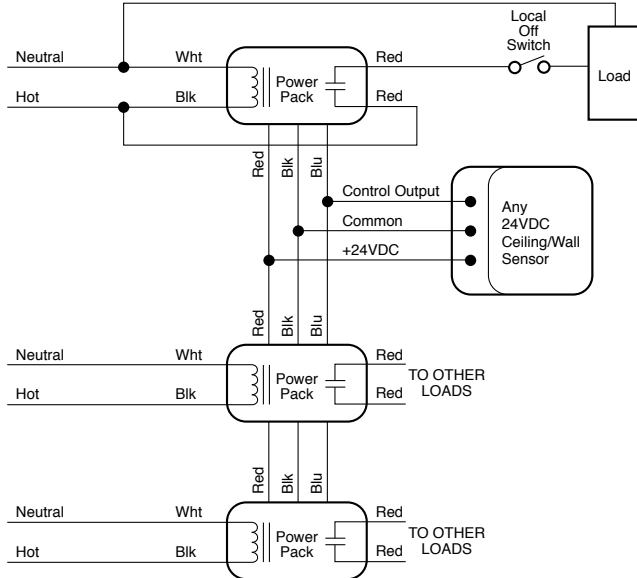 Local
Off
Switch
Neutral
Wht
Red
Power
Pack
Load
Hot
Blk
Red
Red
Blk
Blu
Control Output
Common
+24VDC
Any
24VDC
Ceiling/Wall
Sensor
Red
Blk
Blu
Neutral
Wht
Red
Power
Pack
TO OTHER
LOADS
Hot
Blk
Red
Red
Blk
Blu
Neutral
Wht
Red
Power
Pack
TO OTHER
LOADS
Hot
Blk
Red